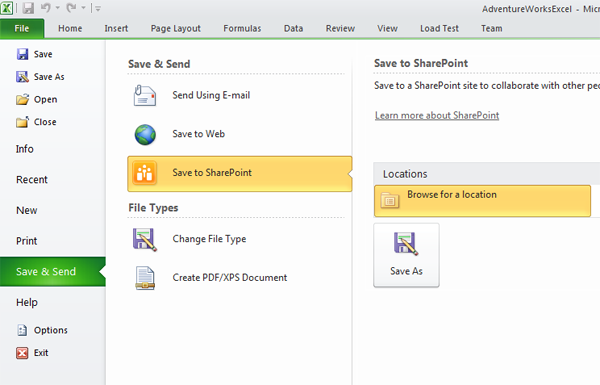 AdventureWorksExcel - Micr
File Home Insert Page Layout Formulas Data Review View Load Test Team
Save
Save As
Open
Close
Info
Recent
New
Print
Save & Send
Help
Options
Exit
Save & Send
Send Using E-mail
Save to Web
Save to SharePoint
File Types
Change File Type
Create PDF/XPS Document
Save to SharePoint
Save to a SharePoint site to collaborate with other peo
Learn more about SharePoint
Locations
Browse for a location
Save As